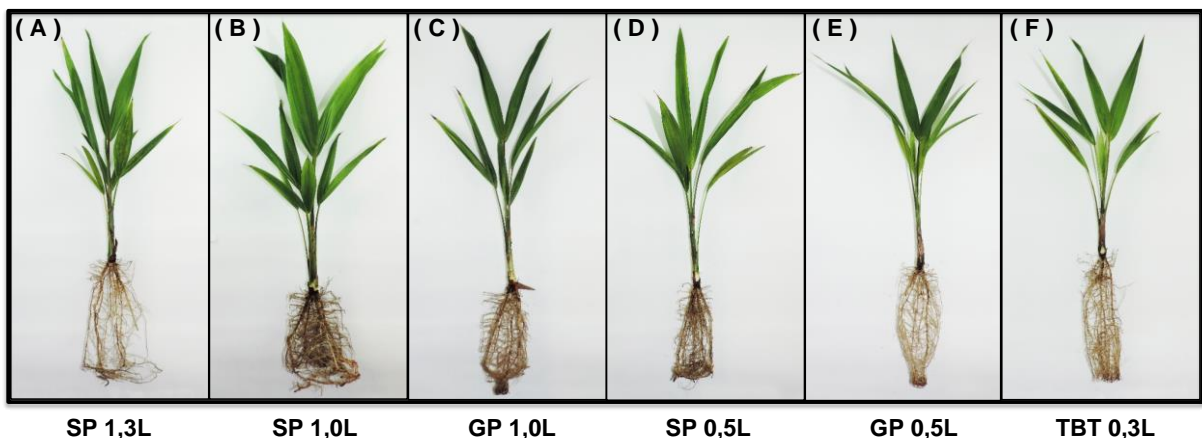 ( A ) ( B ) ( C ) ( D ) ( E ) ( F )
SP 1,3L SP 1,0L GP 1,0L SP 0,5L GP 0,5L TBT 0,3L